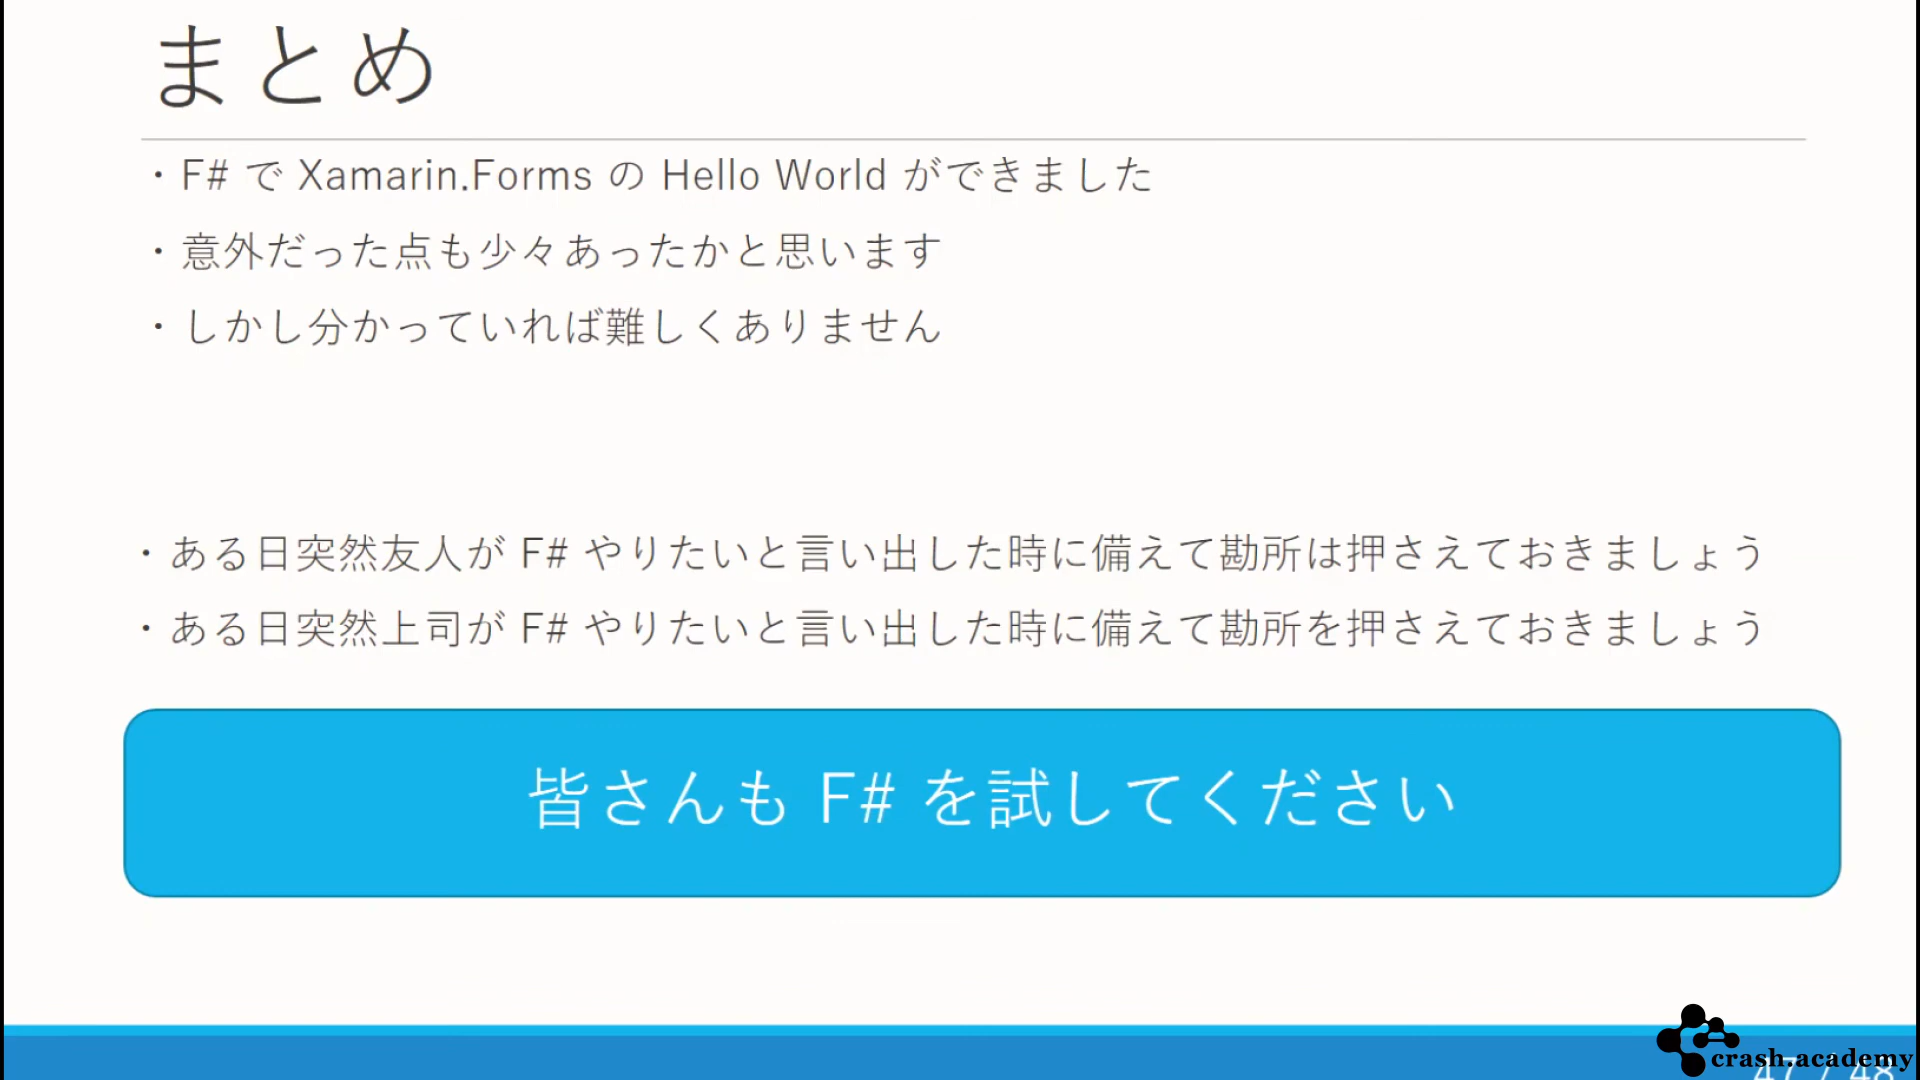 まとめ
・F# で Xamarin.Forms の Hello World ができました
・意外だった点も少々あったかと思います
・しかし分かっていれば難しくありません
・ある日突然友人が F# やりたいと言い出した時に備えて勘所は押さえておきましょう
・ある日突然上司が F# やりたいと言い出した時に備えて勘所を押さえておきましょう
皆さんも F# を試してください
crash.academy
47 / 48